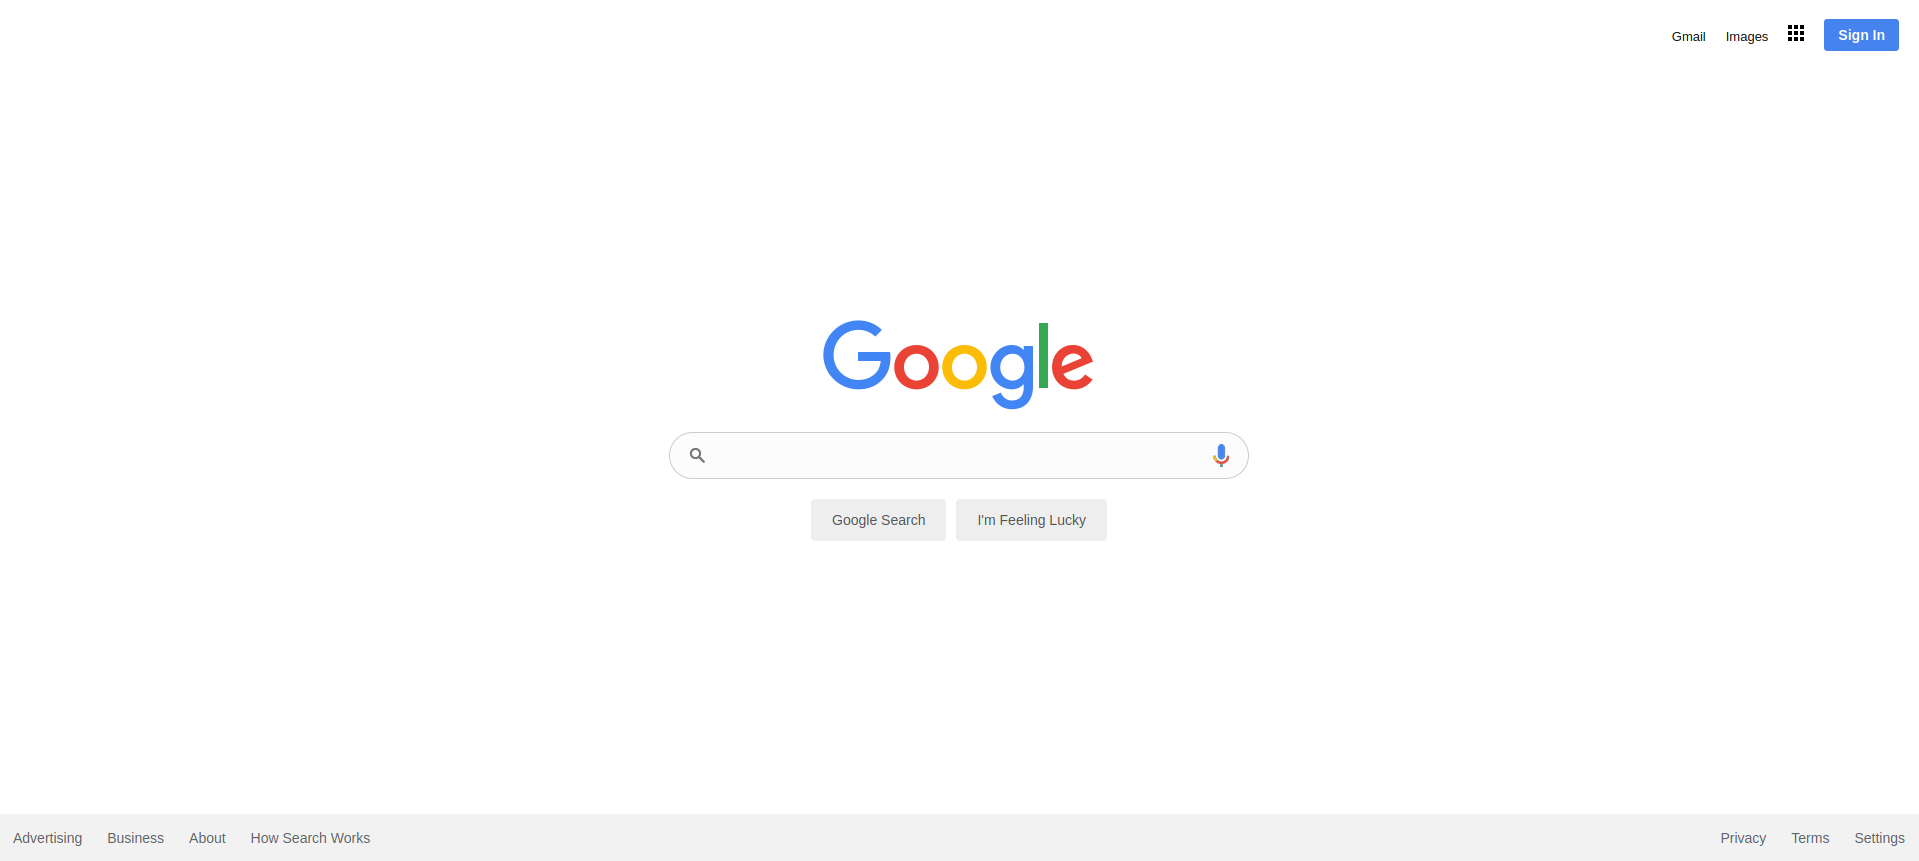 Gmail Images Sign In
Google
Google Search I'm Feeling Lucky
Advertising Business About How Search Works Privacy Terms Settings